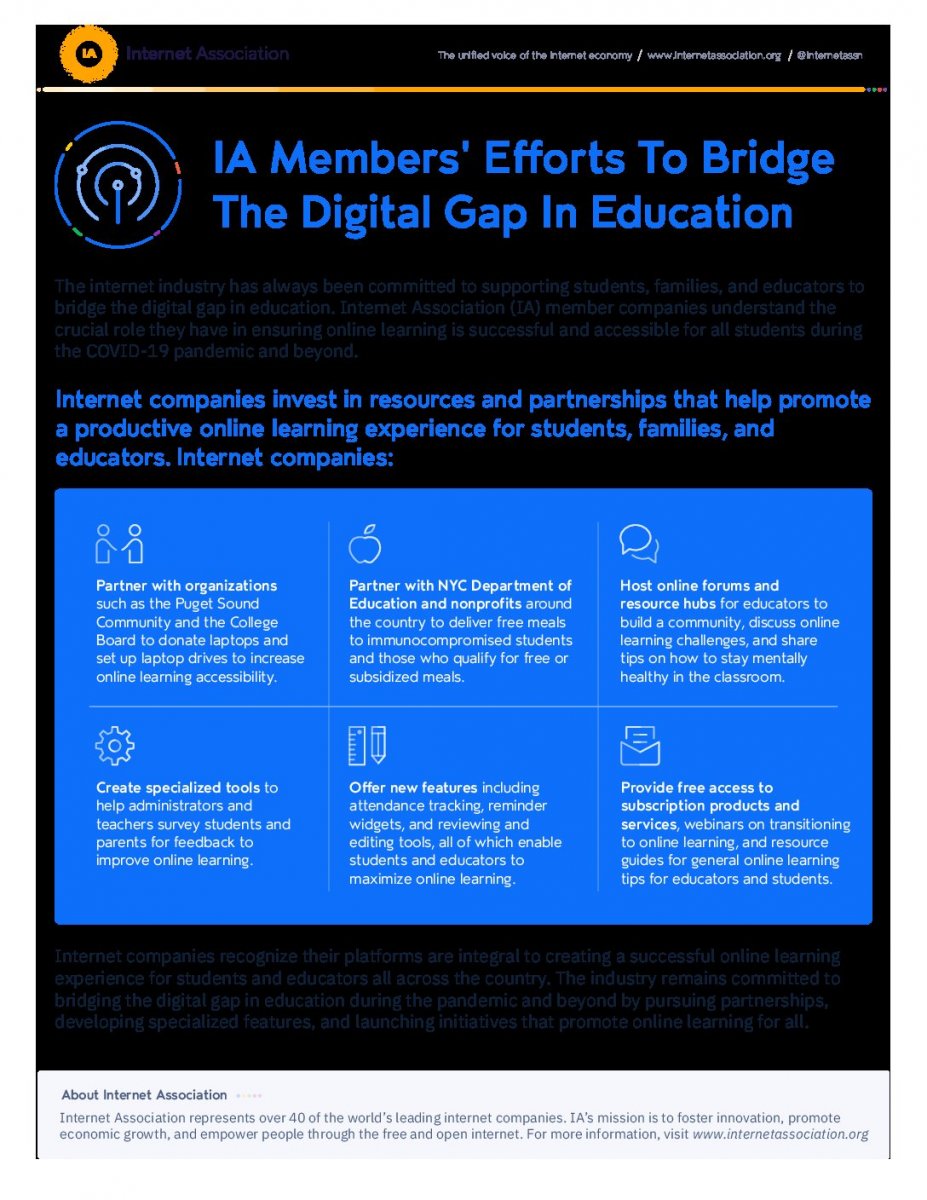 IA
Internet Association
The unified voice of the internet economy / www.internetassociation.org / @internetassn
IA Members' Efforts To Bridge
The Digital Gap In Education
The internet industry has always been committed to supporting students, families, and educators to
bridge the digital gap in education. Internet Association (IA) member companies understand the
crucial role they have in ensuring online learning is successful and accessible for all students during
the COVID-19 pandemic and beyond.
Internet companies invest in resources and partnerships that help promote
a productive online learning experience for students, families, and
educators. Internet companies:
Partner with organizations
such as the Puget Sound
Community and the College
Board to donate laptops and
set up laptop drives to increase
online learning accessibility.
Partner with NYC Department of
Education and nonprofits around
the country to deliver free meals
to immunocompromised students
and those who qualify for free or
subsidized meals.
Host online forums and
resource hubs for educators to
build a community, discuss online
learning challenges, and share
tips on how to stay mentally
healthy in the classroom.
Create specialized tools to
help administrators and
teachers survey students and
parents for feedback to
improve online learning.
Offer new features including
attendance tracking, reminder
widgets, and reviewing and
editing tools, all of which enable
students and educators to
maximize online learning.
Provide free access to
subscription products and
services, webinars on transitioning
to online learning, and resource
guides for general online learning
tips for educators and students.
Internet companies recognize their platforms are integral to creating a successful online learning
experience for students and educators all across the country. The industry remains committed to
bridging the digital gap in education during the pandemic and beyond by pursuing partnerships,
developing specialized features, and launching initiatives that promote online learning for all.
About Internet Association
Internet Association represents over 40 of the world's leading internet companies. IA's mission is to foster innovation, promote
economic growth, and empower people through the free and open internet. For more information, visit www.internetassociation.org